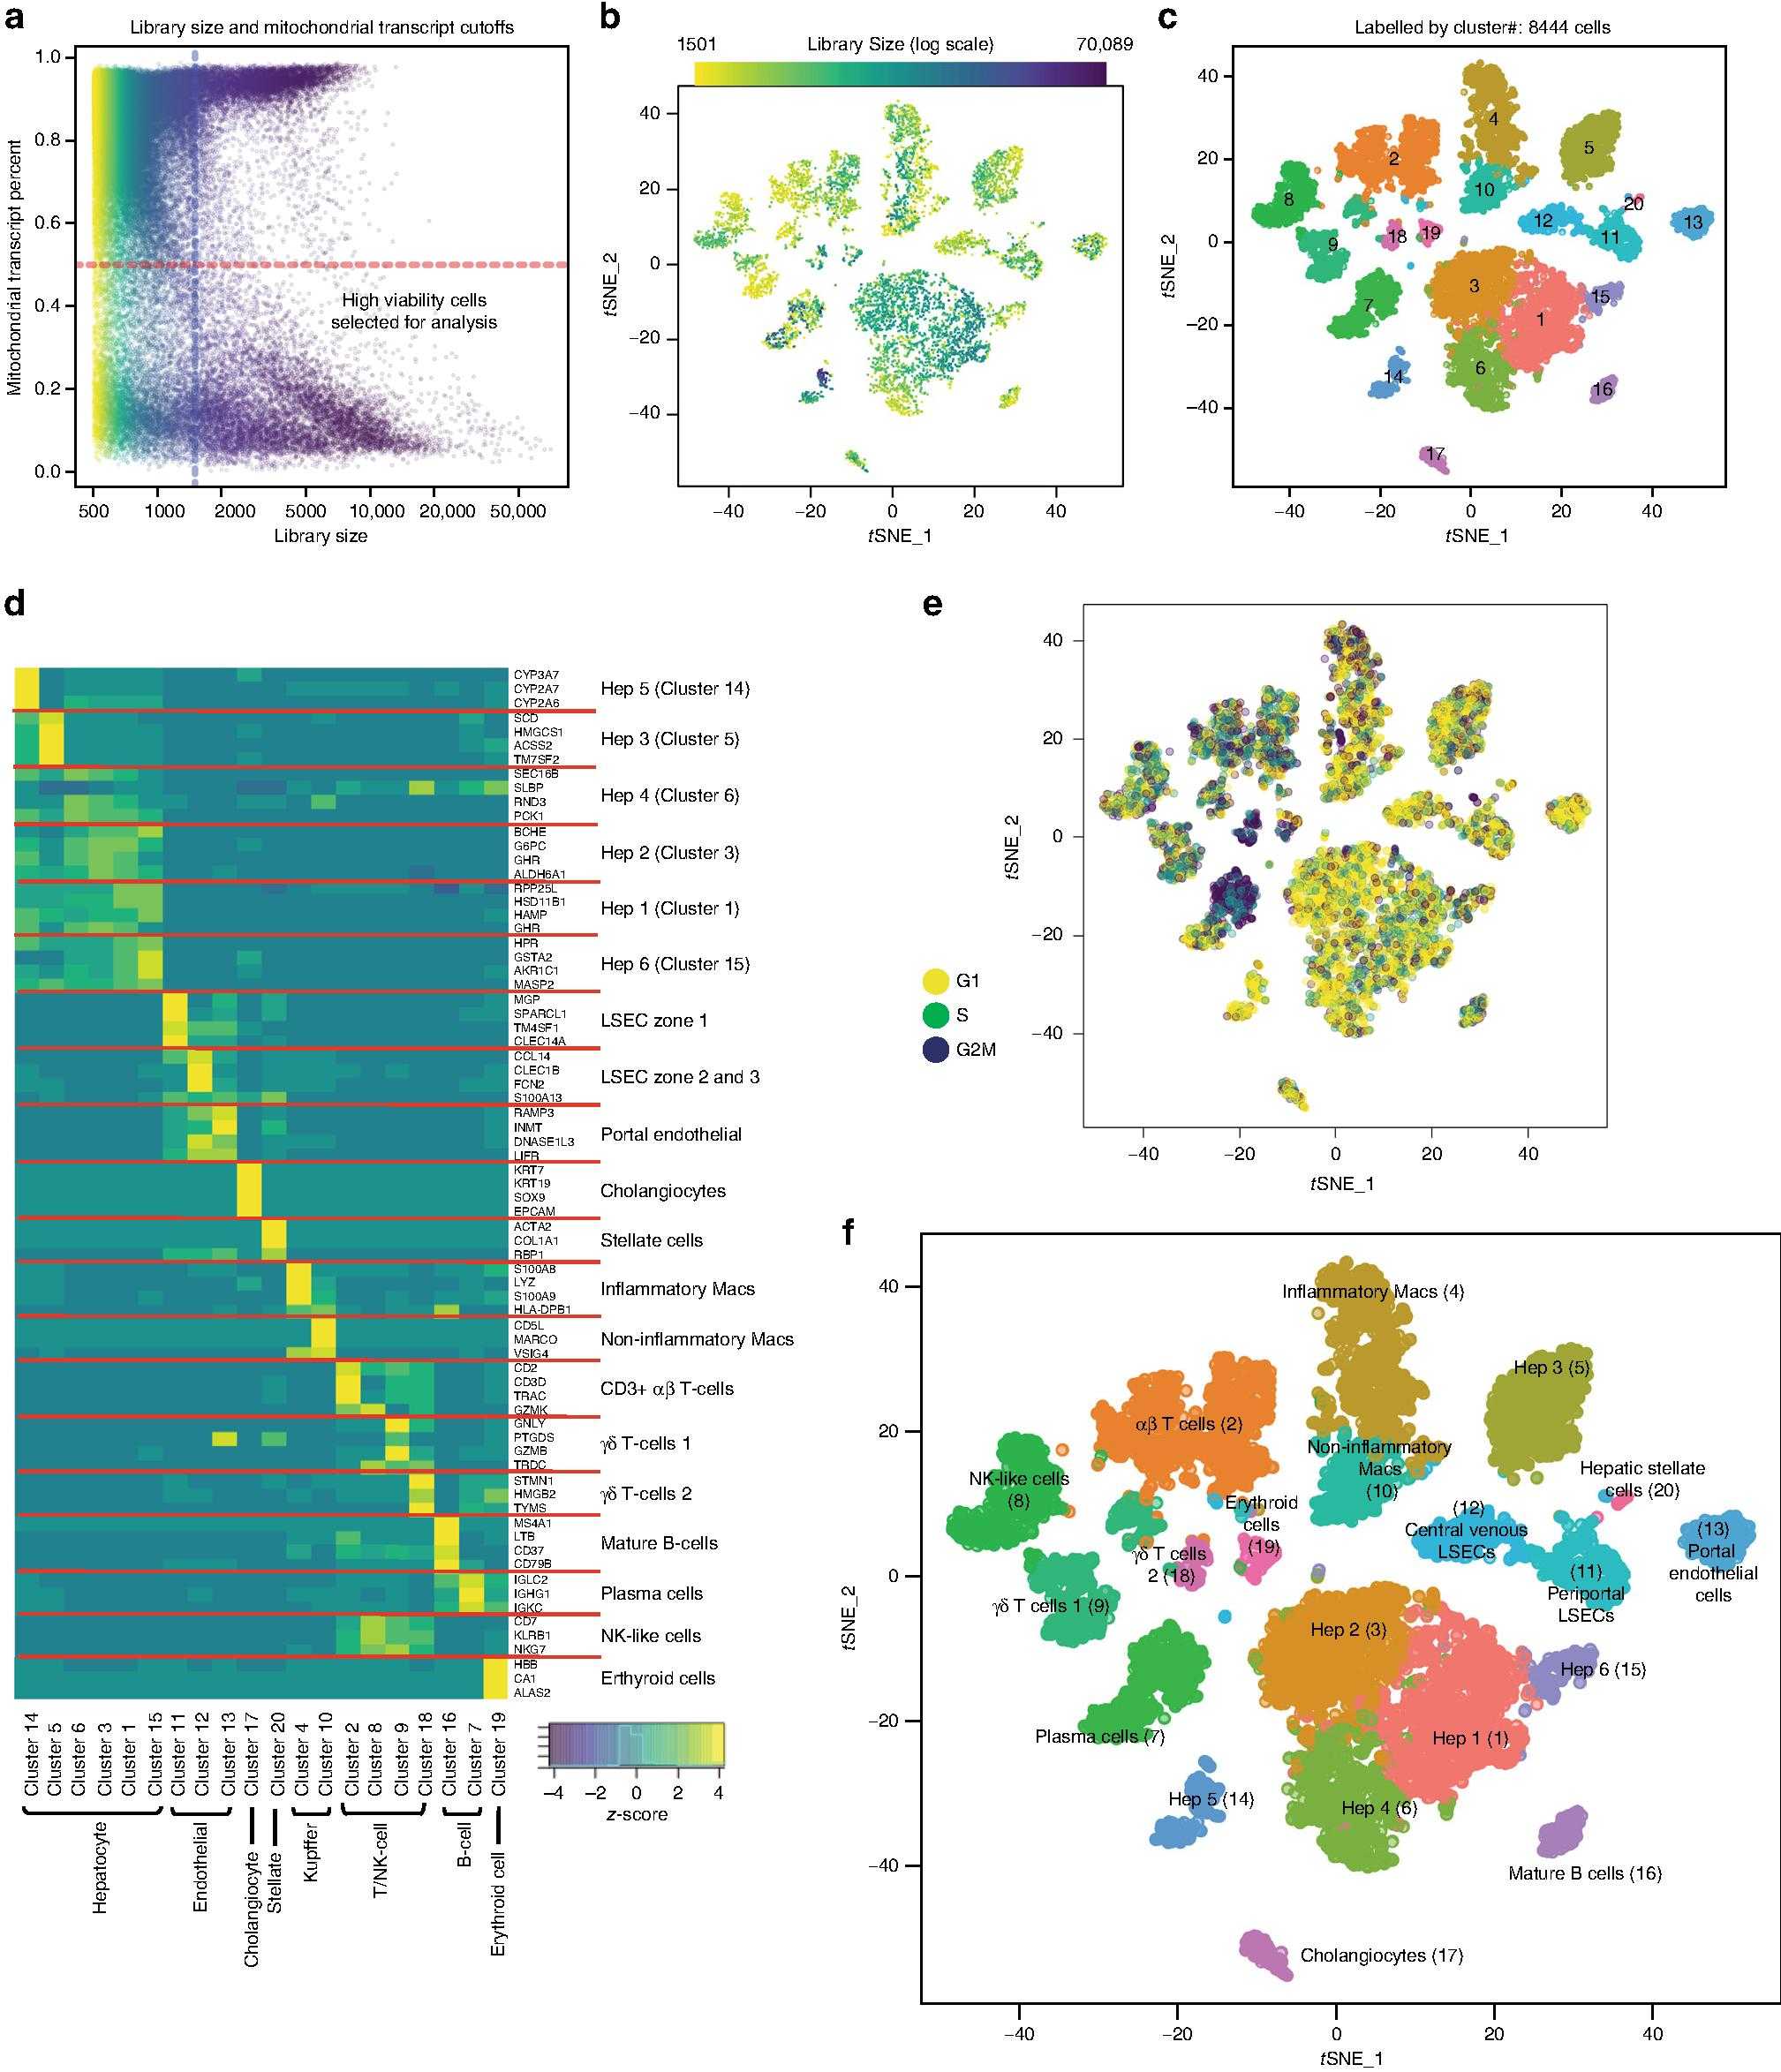 a
Library size and mitochondrial transcript cutoffs
Mitochondrial transcript percent
1.0
0.8
0.6
0.4
0.2
0.0
High viability cells
selected for analysis
500 1000 2000 5000 10,000 20,000 50,000
Library size
b
1501 Library Size (log scale) 70,089
tSNE_2
40
20
0
−20
−40
−40 −20 0 20 40
tSNE_1
c
Labelled by cluster#: 8444 cells
tSNE_2
40
20
0
−20
−40
4
2
5
10
8
20
12
13
18 19
11
9
3
15
7
1
6
14
16
17
−40 −20 0 20 40
tSNE_1
d
CYP3A7
CYP2A7
CYP2A6
Hep 5 (Cluster 14)
SCD
HMGCS1
ACSS2
TM7SF2
Hep 3 (Cluster 5)
SEC16B
SLBP
RND3
PCK1
Hep 4 (Cluster 6)
BCHE
G6PC
GHR
ALDH6A1
Hep 2 (Cluster 3)
RPP25L
HSD11B1
HAMP
GHR
Hep 1 (Cluster 1)
HPR
GSTA2
AKR1C1
MASP2
Hep 6 (Cluster 15)
MGP
SPARCL1
TM4SF1
CLEC14A
LSEC zone 1
CCL14
CLEC1B
FCN2
S100A13
LSEC zone 2 and 3
RAMP3
INMT
DNASE1L3
LIFR
Portal endothelial
KRT7
KRT19
SOX9
EPCAM
Cholangiocytes
ACTA2
COL1A1
RBP1
Stellate cells
S100A8
LYZ
S100A9
HLA-DPB1
Inflammatory Macs
CD5L
MARCO
VSIG4
Non-inflammatory Macs
CD2
CD3D
TRAC
GZMK
CD3+ αβ T-cells
GNLY
PTGDS
GZMB
TRDC
γδ T-cells 1
STMN1
HMGB2
TYMS
γδ T-cells 2
MS4A1
LTB
CD37
CD79B
Mature B-cells
IGLC2
IGHG1
IGKC
Plasma cells
CD7
KLRB1
NKG7
NK-like cells
HBB
CA1
ALAS2
Erthyroid cells
Cluster 14
Cluster 5
Cluster 6
Cluster 3
Cluster 1
Cluster 15
Cluster 11
Cluster 12
Cluster 13
Cluster 17
Cluster 20
Cluster 4
Cluster 10
Cluster 2
Cluster 8
Cluster 9
Cluster 18
Cluster 16
Cluster 7
Cluster 19
Hepatocyte
Endothelial
Cholangiocyte
Stellate
Kupffer
T/NK-cell
B-cell
Erythroid cell
−4 −2 0 2 4
z-score
e
G1
S
G2M
tSNE_2
40
20
0
−20
−40
−40 −20 0 20 40
tSNE_1
f
tSNE_2
40
20
0
−20
−40
Inflammatory Macs (4)
Hep 3 (5)
αβ T cells (2)
Non-inflammatory
Macs
(10)
NK-like cells
(8)
Hepatic stellate
cells (20)
Erythroid
cells
(19)
(12)
Central venous
LSECs
(13)
Portal
endothelial
cells
γδ T cells
2 (18)
(11)
Periportal
LSECs
γδ T cells 1 (9)
Hep 2 (3)
Hep 6 (15)
Plasma cells (7)
Hep 1 (1)
Hep 5 (14)
Hep 4 (6)
Mature B cells (16)
Cholangiocytes (17)
−40 −20 0 20 40
tSNE_1